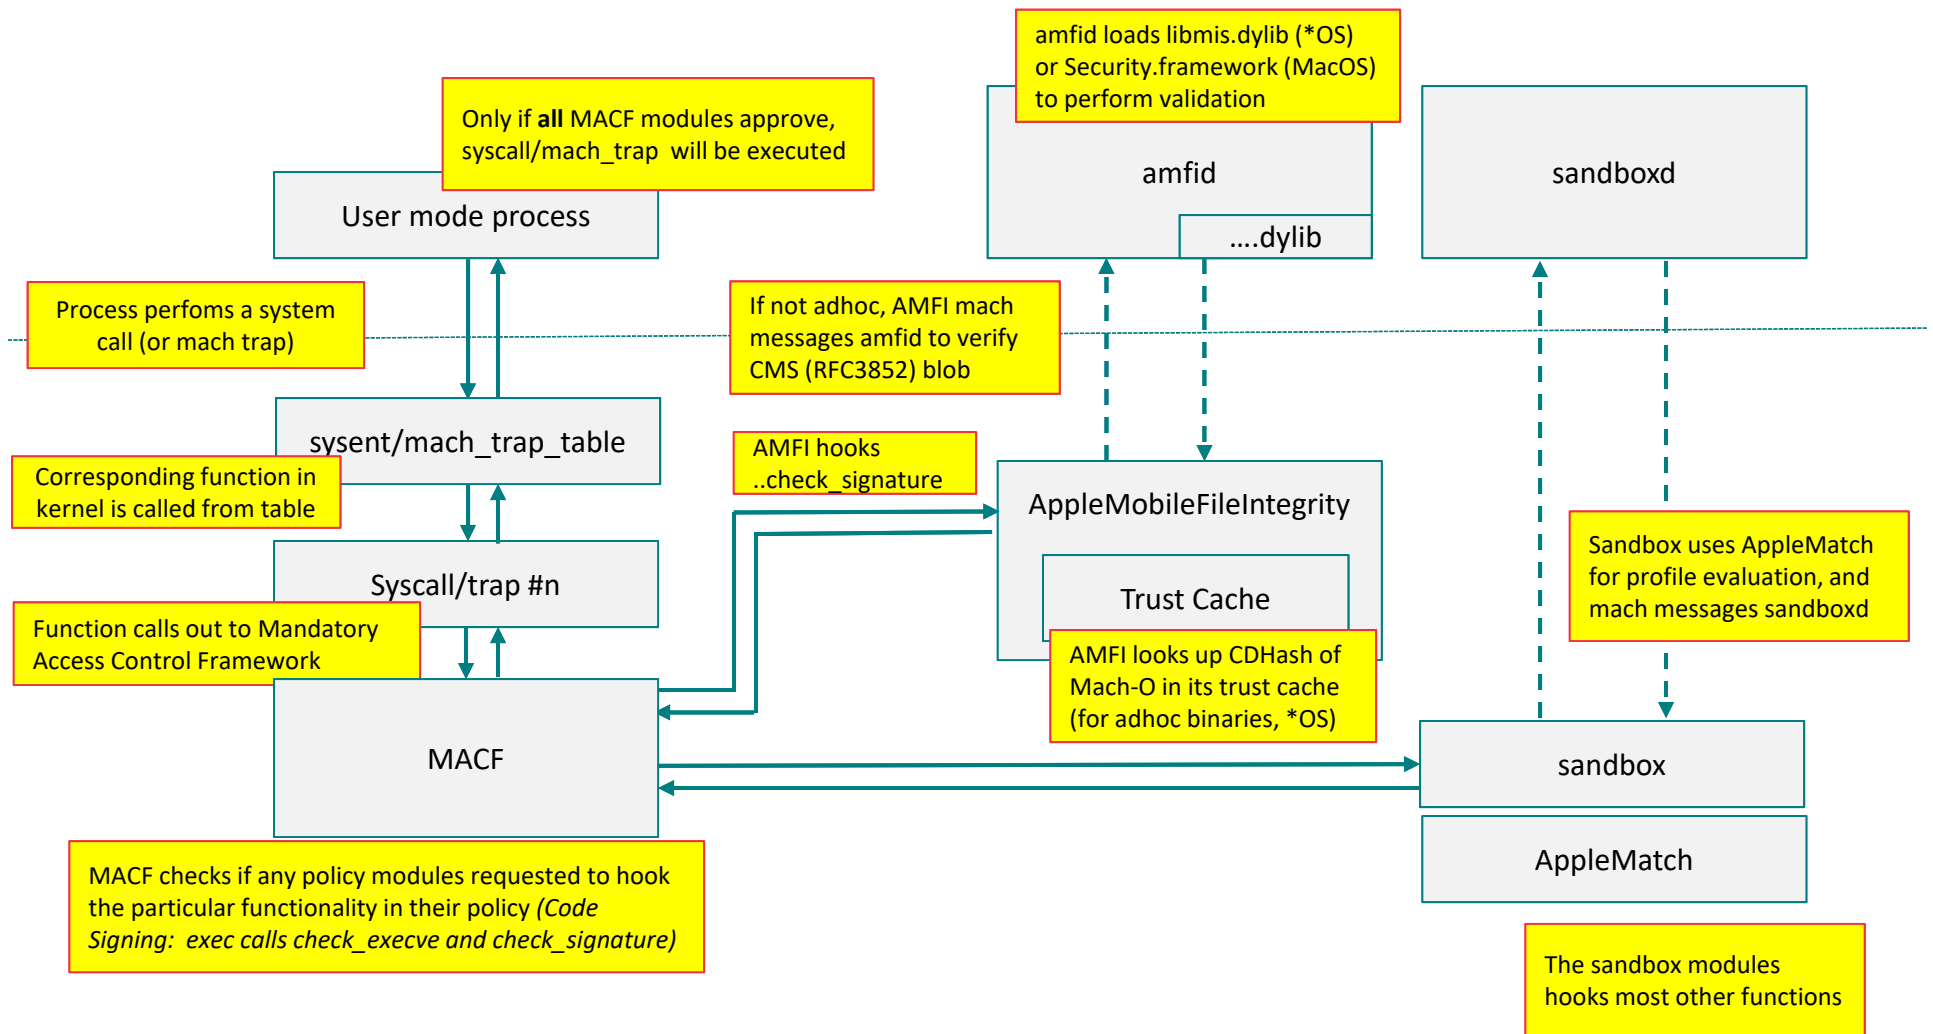 amfid loads libmis.dylib (*OS)
or Security.framework (MacOS)
to perform validation
Only if all MACF modules approve,
syscall/mach_trap  will be executed
amfid
sandboxd
User mode process
....dylib
Process perfoms a system
call (or mach trap)
If not adhoc, AMFI mach
messages amfid to verify
CMS (RFC3852) blob
sysent/mach_trap_table
AMFI hooks
..check_signature
Corresponding function in
kernel is called from table
AppleMobileFileIntegrity
Sandbox uses AppleMatch
for profile evaluation, and
mach messages sandboxd
Syscall/trap #n
Trust Cache
Function calls out to Mandatory
Access Control Framework
AMFI looks up CDHash of
Mach-O in its trust cache
(for adhoc binaries, *OS)
MACF
sandbox
AppleMatch
MACF checks if any policy modules requested to hook
the particular functionality in their policy (Code
Signing:  exec calls check_execve and check_signature)
The sandbox modules
hooks most other functions